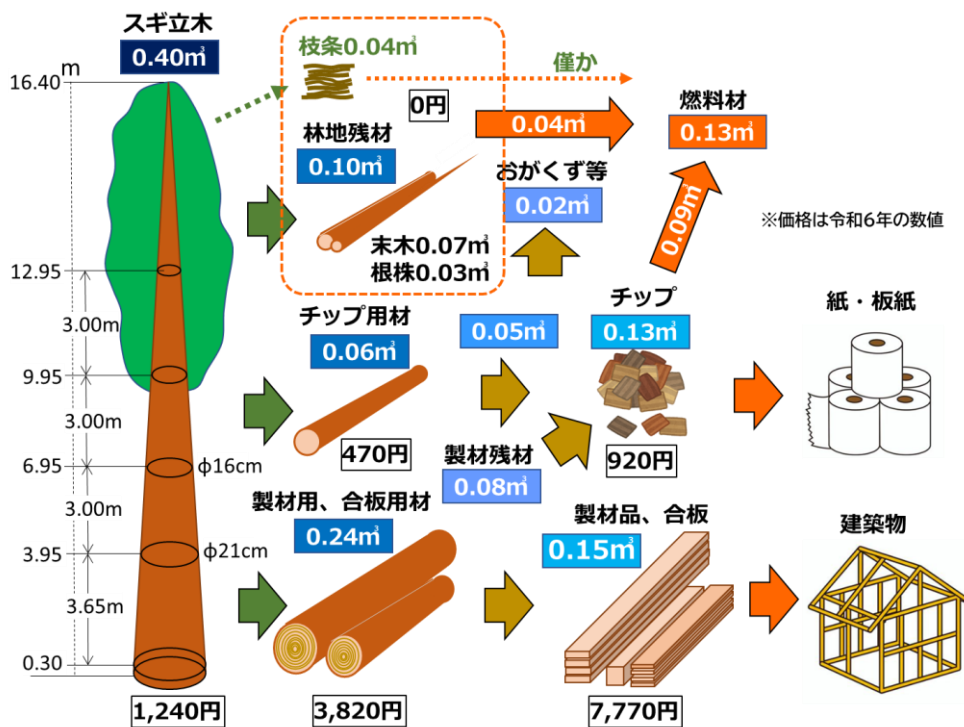 スギ立木
0.40㎥
m
16.40
12.95
3.00m
9.95
3.00m
6.95
φ16cm
3.00m
3.95
φ21cm
3.65m
0.30
1,240円
枝条0.04㎥
僅か
0円
林地残材
0.10㎥
末木0.07㎥
根株0.03㎥
0.04㎥
燃料材
0.13㎥
おがくず等
0.02㎥
0.09㎥
※価格は令和6年の数値
チップ用材
0.06㎥
470円
0.05㎥
チップ
0.13㎥
920円
紙・板紙
製材残材
0.08㎥
製材用、合板用材
0.24㎥
3,820円
製材品、合板
0.15㎥
7,770円
建築物